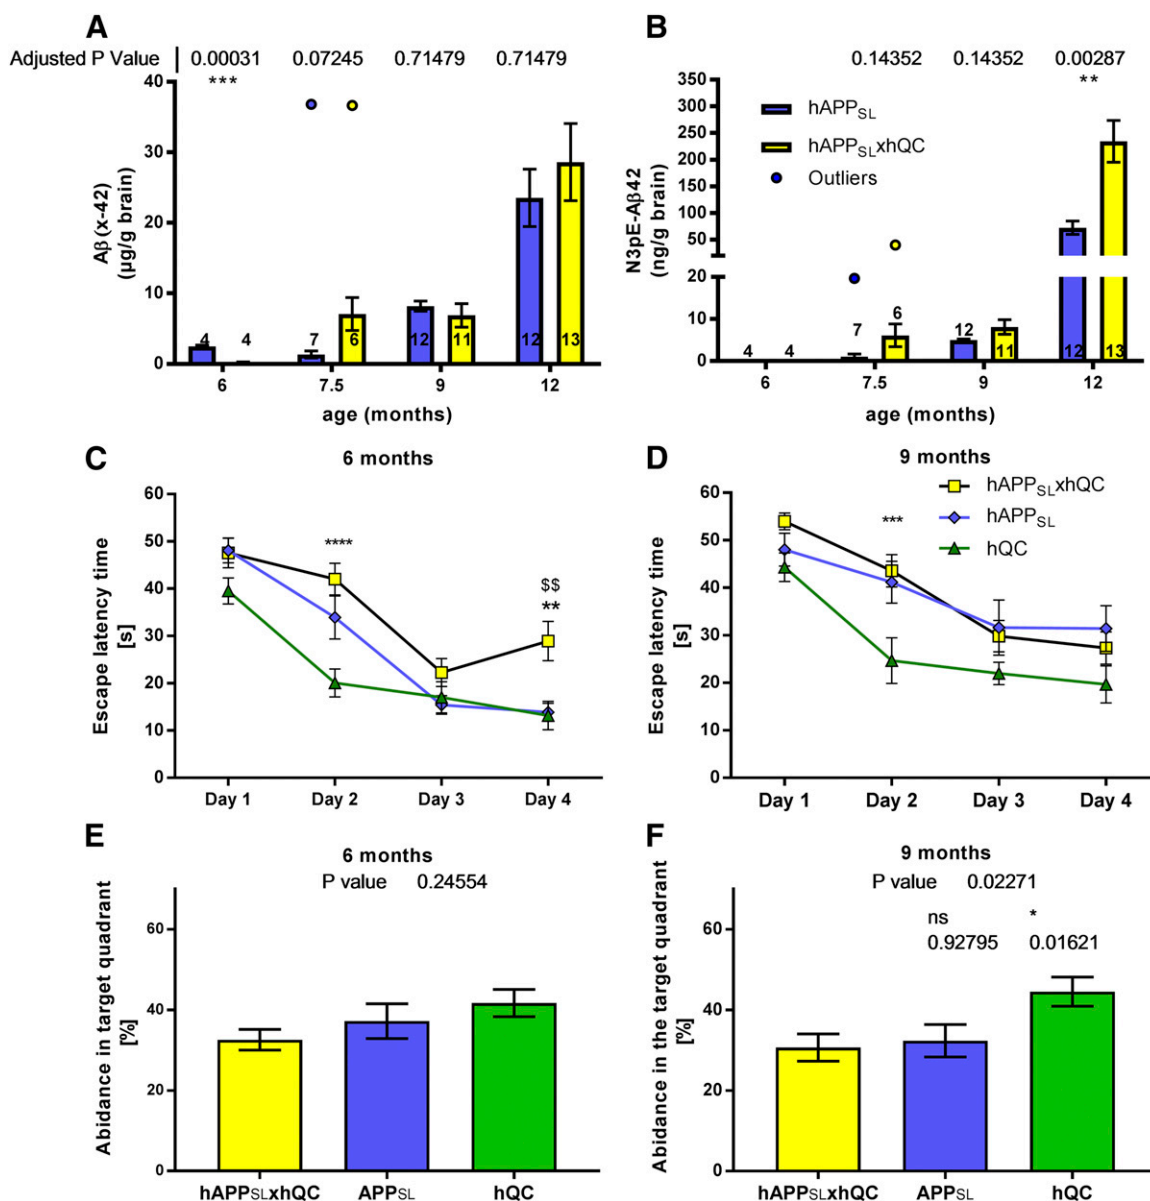 A
Adjusted P Value | 0.00031 0.07245 0.71479 0.71479
***
40
30
20
10
0
Aβ(x-42)
(µg/g brain)
4 4 7 6 12 11 12 13
6 7.5 9 12
age (months)
B
0.14352 0.14352 0.00287
**
350
300
250
200
150
100
50
20
10
0
N3pE-Aβ42
(ng/g brain)
hAPPSL
hAPPSLxhQC
Outliers
4 4 7 6 12 11 12 13
6 7.5 9 12
age (months)
C
6 months
60
50
40
30
20
10
0
Escape latency time
[s]
****
$$
**
Day 1 Day 2 Day 3 Day 4
D
9 months
60
50
40
30
20
10
0
Escape latency time
[s]
hAPPSLxhQC
hAPPSL
hQC
***
Day 1 Day 2 Day 3 Day 4
E
6 months
P value 0.24554
60
40
20
0
Abidance in target quadrant
[%]
hAPPSLxhQC APPSL hQC
F
9 months
P value 0.02271
ns *
0.92795 0.01621
60
40
20
0
Abidance in the target quadrant
[%]
hAPPSLxhQC APPSL hQC